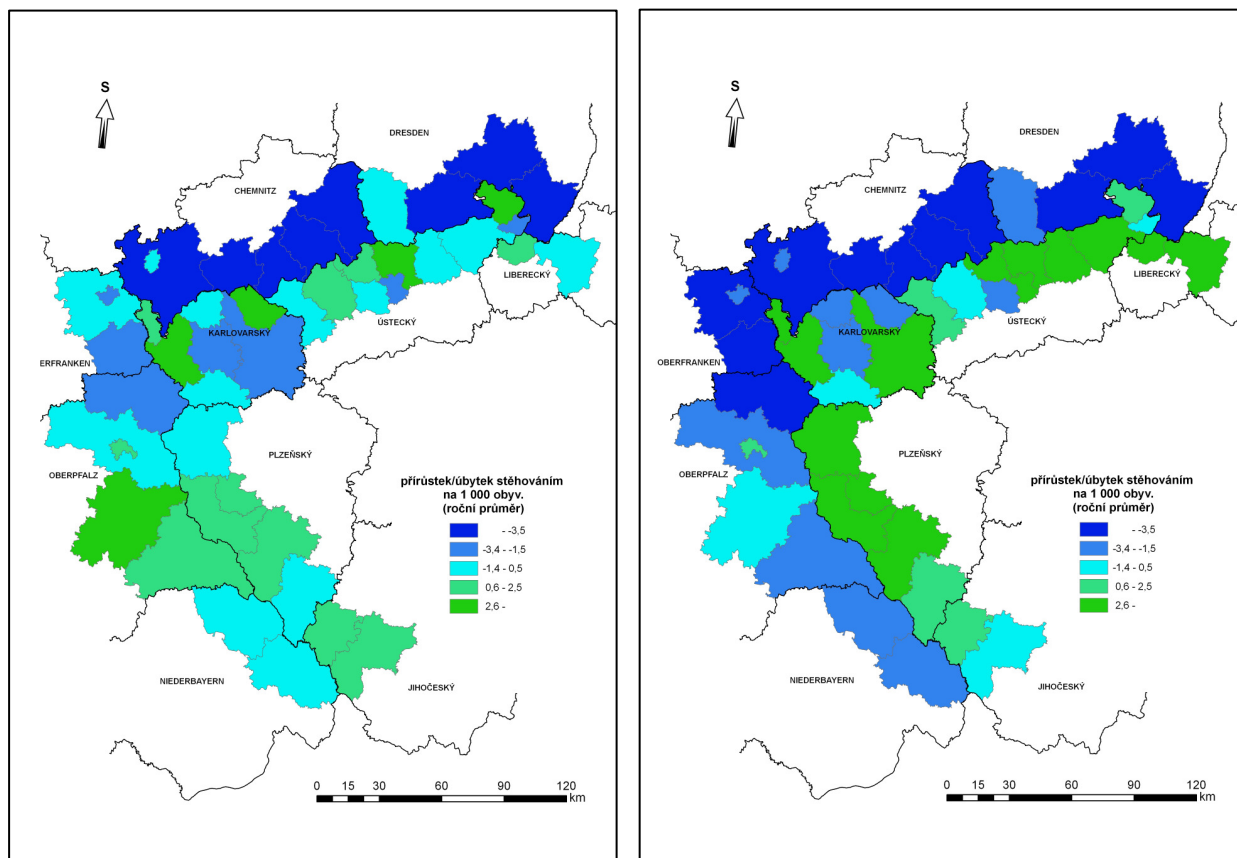 S
DRESDEN
CHEMNITZ
LIBERECKÝ
ÚSTECKÝ
KARLOVARSKÝ
ERFRANKEN
PLZEŇSKÝ
OBERPFALZ
přírůstek/úbytek stěhováním
na 1 000 obyv.
(roční průměr)
- -3,5
-3,4 - -1,5
-1,4 - 0,5
0,6 - 2,5
2,6 -
NIEDERBAYERN
JIHOČESKÝ
0 15 30 60 90 120
km
S
DRESDEN
CHEMNITZ
LIBERECKÝ
ÚSTECKÝ
KARLOVARSKÝ
OBERFRANKEN
PLZEŇSKÝ
OBERPFALZ
přírůstek/úbytek stěhováním
na 1 000 obyv.
(roční průměr)
- -3,5
-3,4 - -1,5
-1,4 - 0,5
0,6 - 2,5
2,6 -
NIEDERBAYERN
JIHOČESKÝ
0 15 30 60 90 120
km